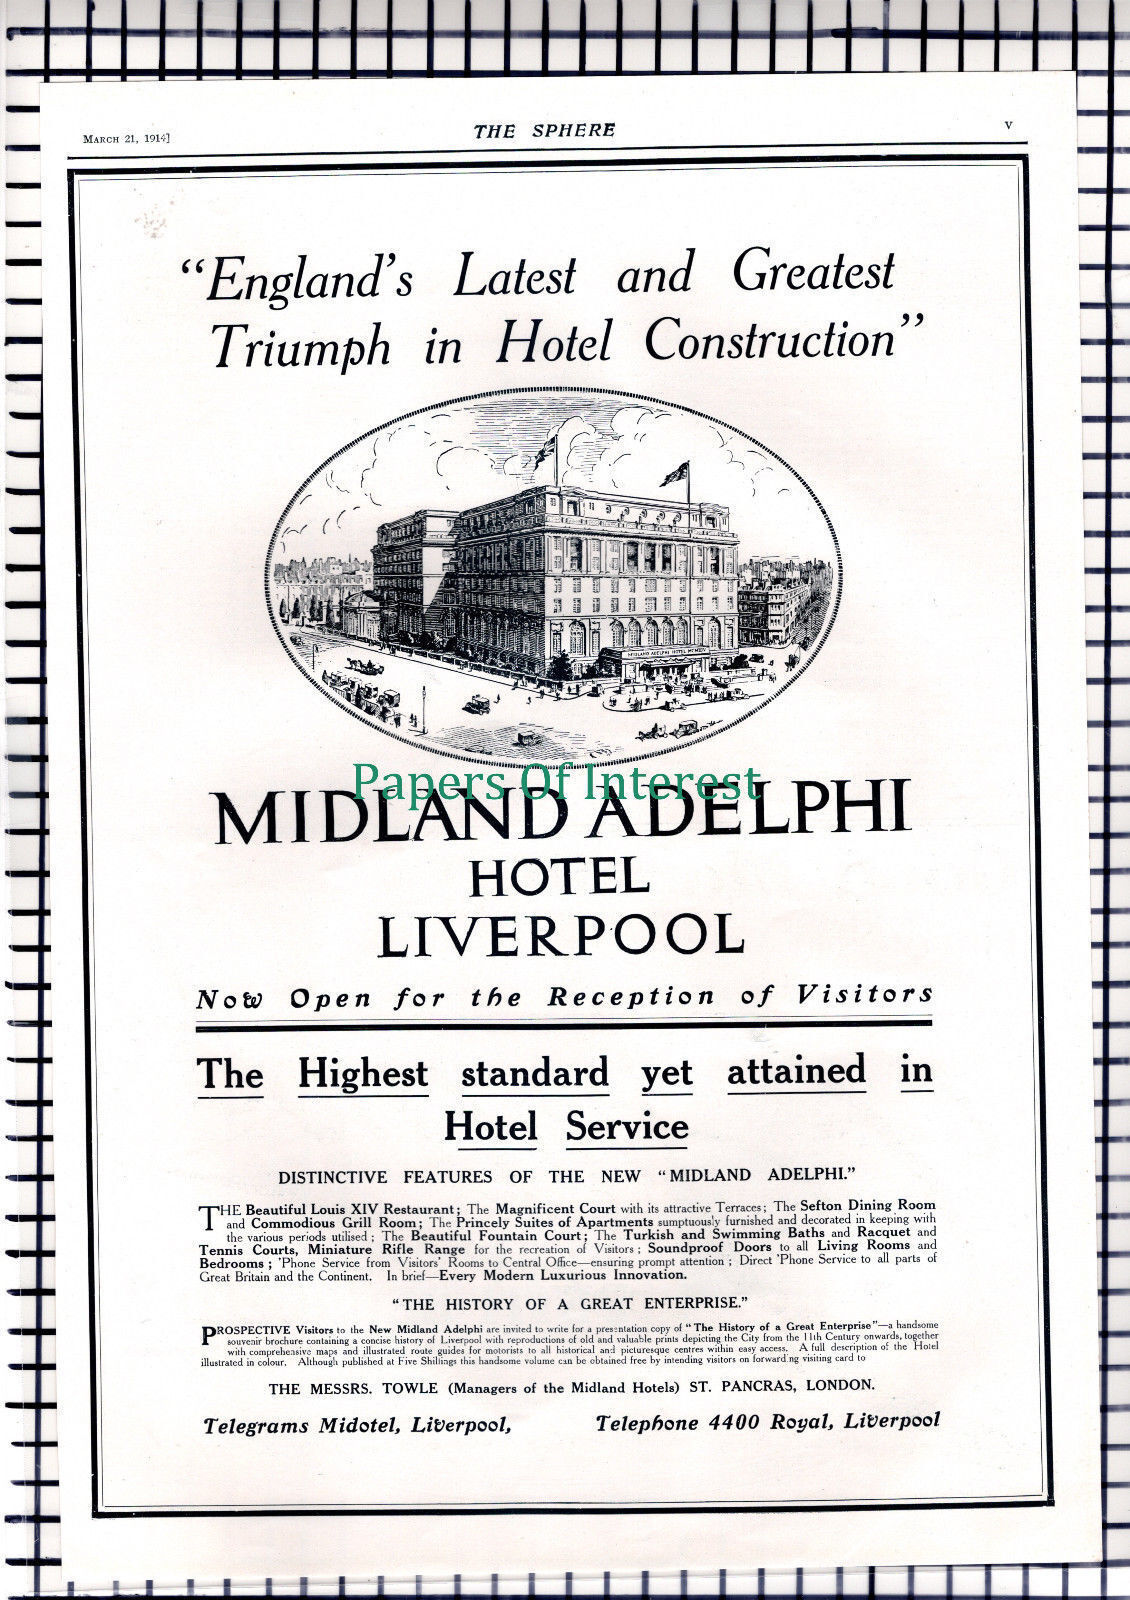 MARCH 21, 1914]
THE SPHERE
v
"England's Latest and Greatest
Triumph in Hotel Construction"
MIDLAND ADELPHI HOTEL MCMXIV
Papers Of Interest
MIDLAND ADELPHI
HOTEL
LIVERPOOL
Now Open for the Reception of Visitors
The Highest standard yet attained in
Hotel Service
DISTINCTIVE FEATURES OF THE NEW "MIDLAND ADELPHI."
THE Beautiful Louis XIV Restaurant; The Magnificent Court with its attractive Terraces; The Sefton Dining Room
and Commodious Grill Room; The Princely Suites of Apartments sumptuously furnished and decorated in keeping with
the various periods utilised; The Beautiful Fountain Court; The Turkish and Swimming Baths and Racquet and
Tennis Courts, Miniature Rifle Range for the recreation of Visitors; Soundproof Doors to all Living Rooms and
Bedrooms; 'Phone Service from Visitors' Rooms to Central Office—ensuring prompt attention; Direct 'Phone Service to all parts of
Great Britain and the Continent. In brief—Every Modern Luxurious Innovation.
"THE HISTORY OF A GREAT ENTERPRISE."
PROSPECTIVE Visitors to the New Midland Adelphi are invited to write for a presentation copy of "The History of a Great Enterprise"—a handsome
souvenir brochure containing a concise history of Liverpool with reproductions of old and valuable prints depicting the City from the 11th Century onwards, together
with comprehensive maps and illustrated route guides for motorists to all historical and picturesque centres within easy access. A full description of the Hotel
illustrated in colour. Although published at Five Shillings this handsome volume can be obtained free by intending visitors on forwarding visiting card to
THE MESSRS. TOWLE (Managers of the Midland Hotels) ST. PANCRAS, LONDON.
Telegrams Midotel, Liverpool,
Telephone 4400 Royal, Liverpool